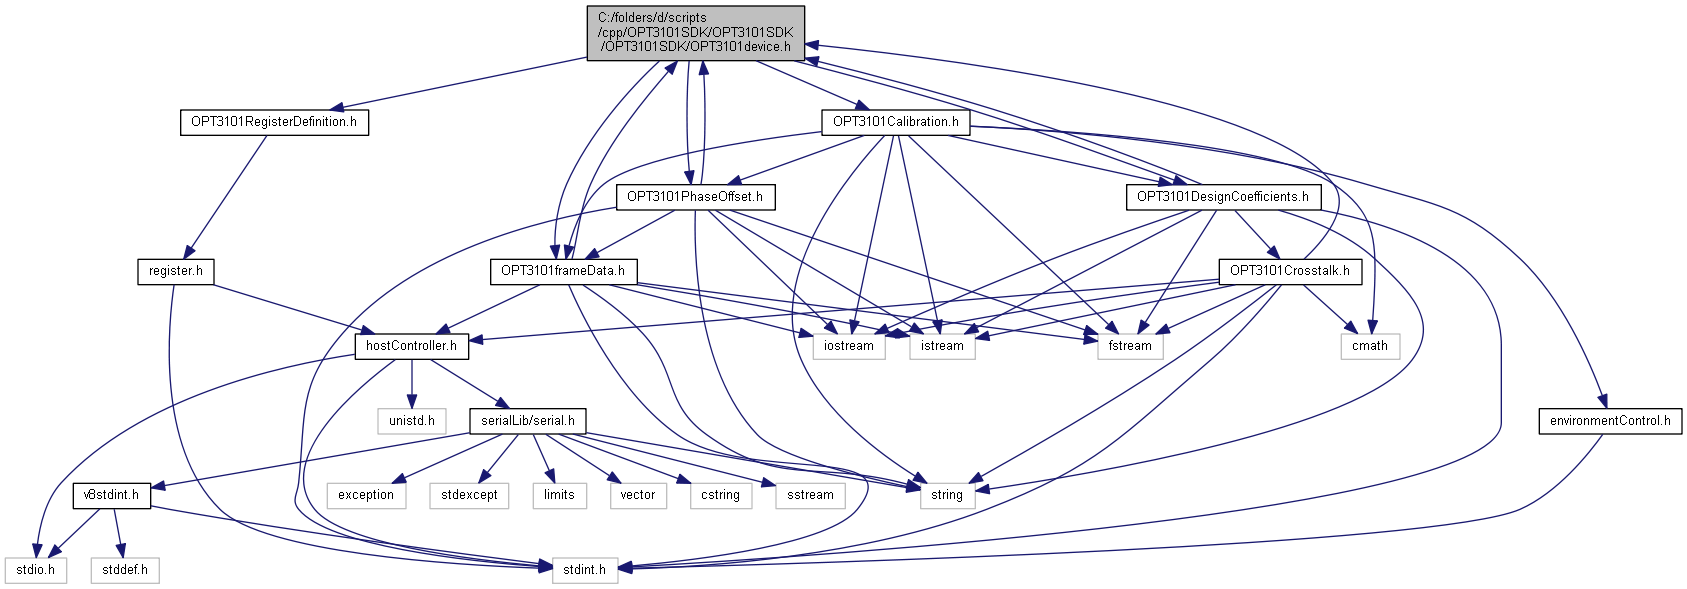 C:/folders/d/scripts
/cpp/OPT3101SDK/OPT3101SDK
/OPT3101SDK/OPT3101device.h
OPT3101RegisterDefinition.h
OPT3101Calibration.h
OPT3101PhaseOffset.h
OPT3101DesignCoefficients.h
register.h
OPT3101frameData.h
OPT3101Crosstalk.h
hostController.h
iostream
istream
fstream
cmath
unistd.h
serialLib/serial.h
environmentControl.h
v8stdint.h
exception
stdexcept
limits
vector
cstring
sstream
string
stdio.h
stddef.h
stdint.h